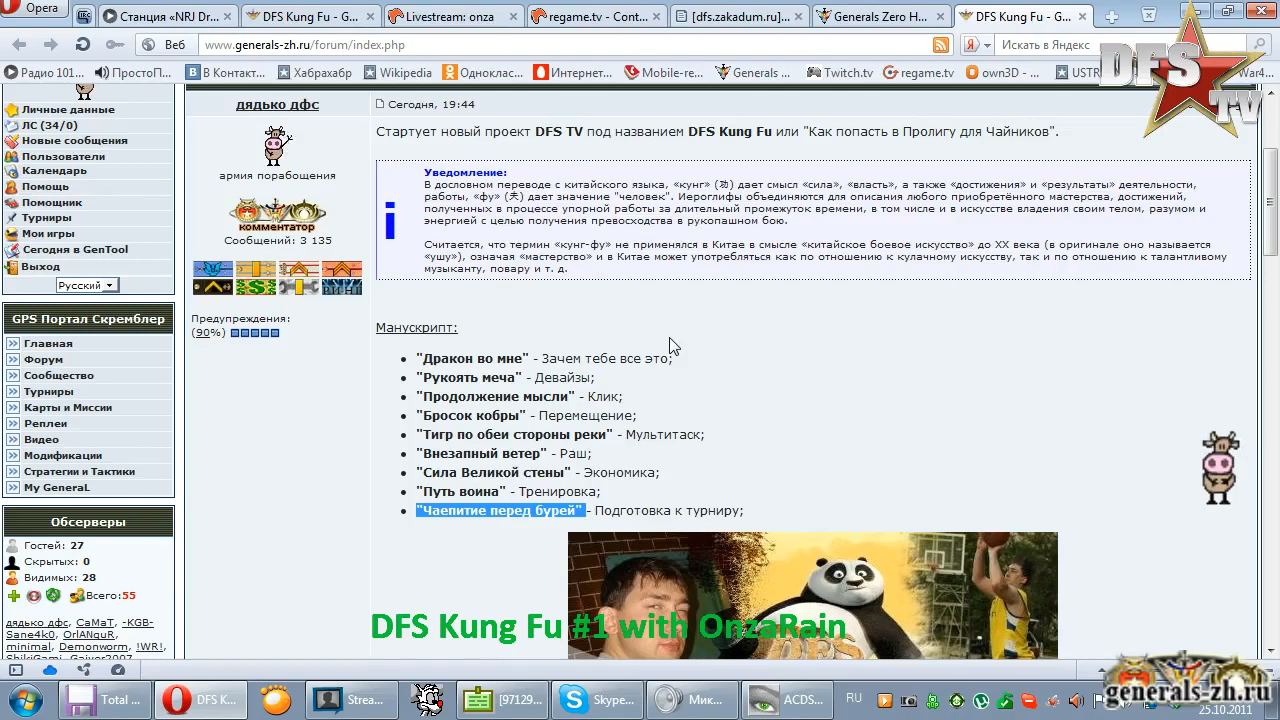 Opera
Станция «NRJ Dr...
DFS Kung Fu - G...
Livestream: onza
regame.tv - Cont...
[dfs.zakadum.ru]...
Generals Zero H...
DFS Kung Fu - G...
Веб
www.generals-zh.ru/forum/index.php
Искать в Яндекс
Радио 101...
ПростоП...
В Контакт...
Хабрахабр
Wikipedia
Однокласс...
Интернет...
Mobile-re...
Generals ...
Twitch.tv
regame.tv
own3D - ...
USTR
War4...
DFS
TV
Личные данные
ЛС (34/0)
Новые сообщения
Пользователи
Календарь
Помощь
Помощник
Турниры
Мои игры
Сегодня в GenTool
Выход
Русский
GPS Портал Скремблер
Главная
Форум
Сообщество
Турниры
Карты и Миссии
Реплеи
Видео
Модификации
Стратегии и Тактики
My GeneraL
Обсерверы
Гостей: 27
Скрытых: 0
Видимых: 28
Всего:55
дядько дфс, CaMaT, -KGB-
Sane4k0, OrlANguR,
minimal, Demonworm, !WR!,
дядько дфс
армия порабощения
комментатор
Сообщений: 3 135
РИНГ
Предупреждения:
(90%)
Сегодня, 19:44
Стартует новый проект DFS TV под названием DFS Kung Fu или "Как попасть в Пролигу для Чайников".
i
Уведомление:
В дословном переводе с китайского языка, «кунг» (功) дает смысл «сила», «власть», а также «достижения» и «результаты» деятельности,
работы, «фу» (夫) дает значение "человек". Иероглифы объединяются для описания любого приобретённого мастерства, достижений,
полученных в процессе упорной работы за длительный промежуток времени, в том числе и в искусстве владения своим телом, разумом и
энергией с целью получения превосходства в рукопашном бою.
Считается, что термин «кунг-фу» не применялся в Китае в смысле «китайское боевое искусство» до XX века (в оригинале оно называется
«ушу»), означая «мастерство» и в Китае может употребляться как по отношению к кузнечному искусству, так и по отношению к талантливому
музыканту, повару и т. д.
Манускрипт:
"Дракон во мне" - Зачем тебе все это;
"Рукоять меча" - Девайзы;
"Продолжение мысли" - Клик;
"Бросок кобры" - Перемещение;
"Тигр по обеи стороны реки" - Мультитаск;
"Внезапный ветер" - Раш;
"Сила Великой стены" - Экономика;
"Путь воина" - Тренировка;
"Чаепитие перед бурей" - Подготовка к турниру;
DFS
DFS Kung Fu #1 with OnzaRain
generals-zh.ru
Total ...
DFS K...
Strea...
[97129...
Skype...
Мик...
ACDS...
RU
25.10.2011